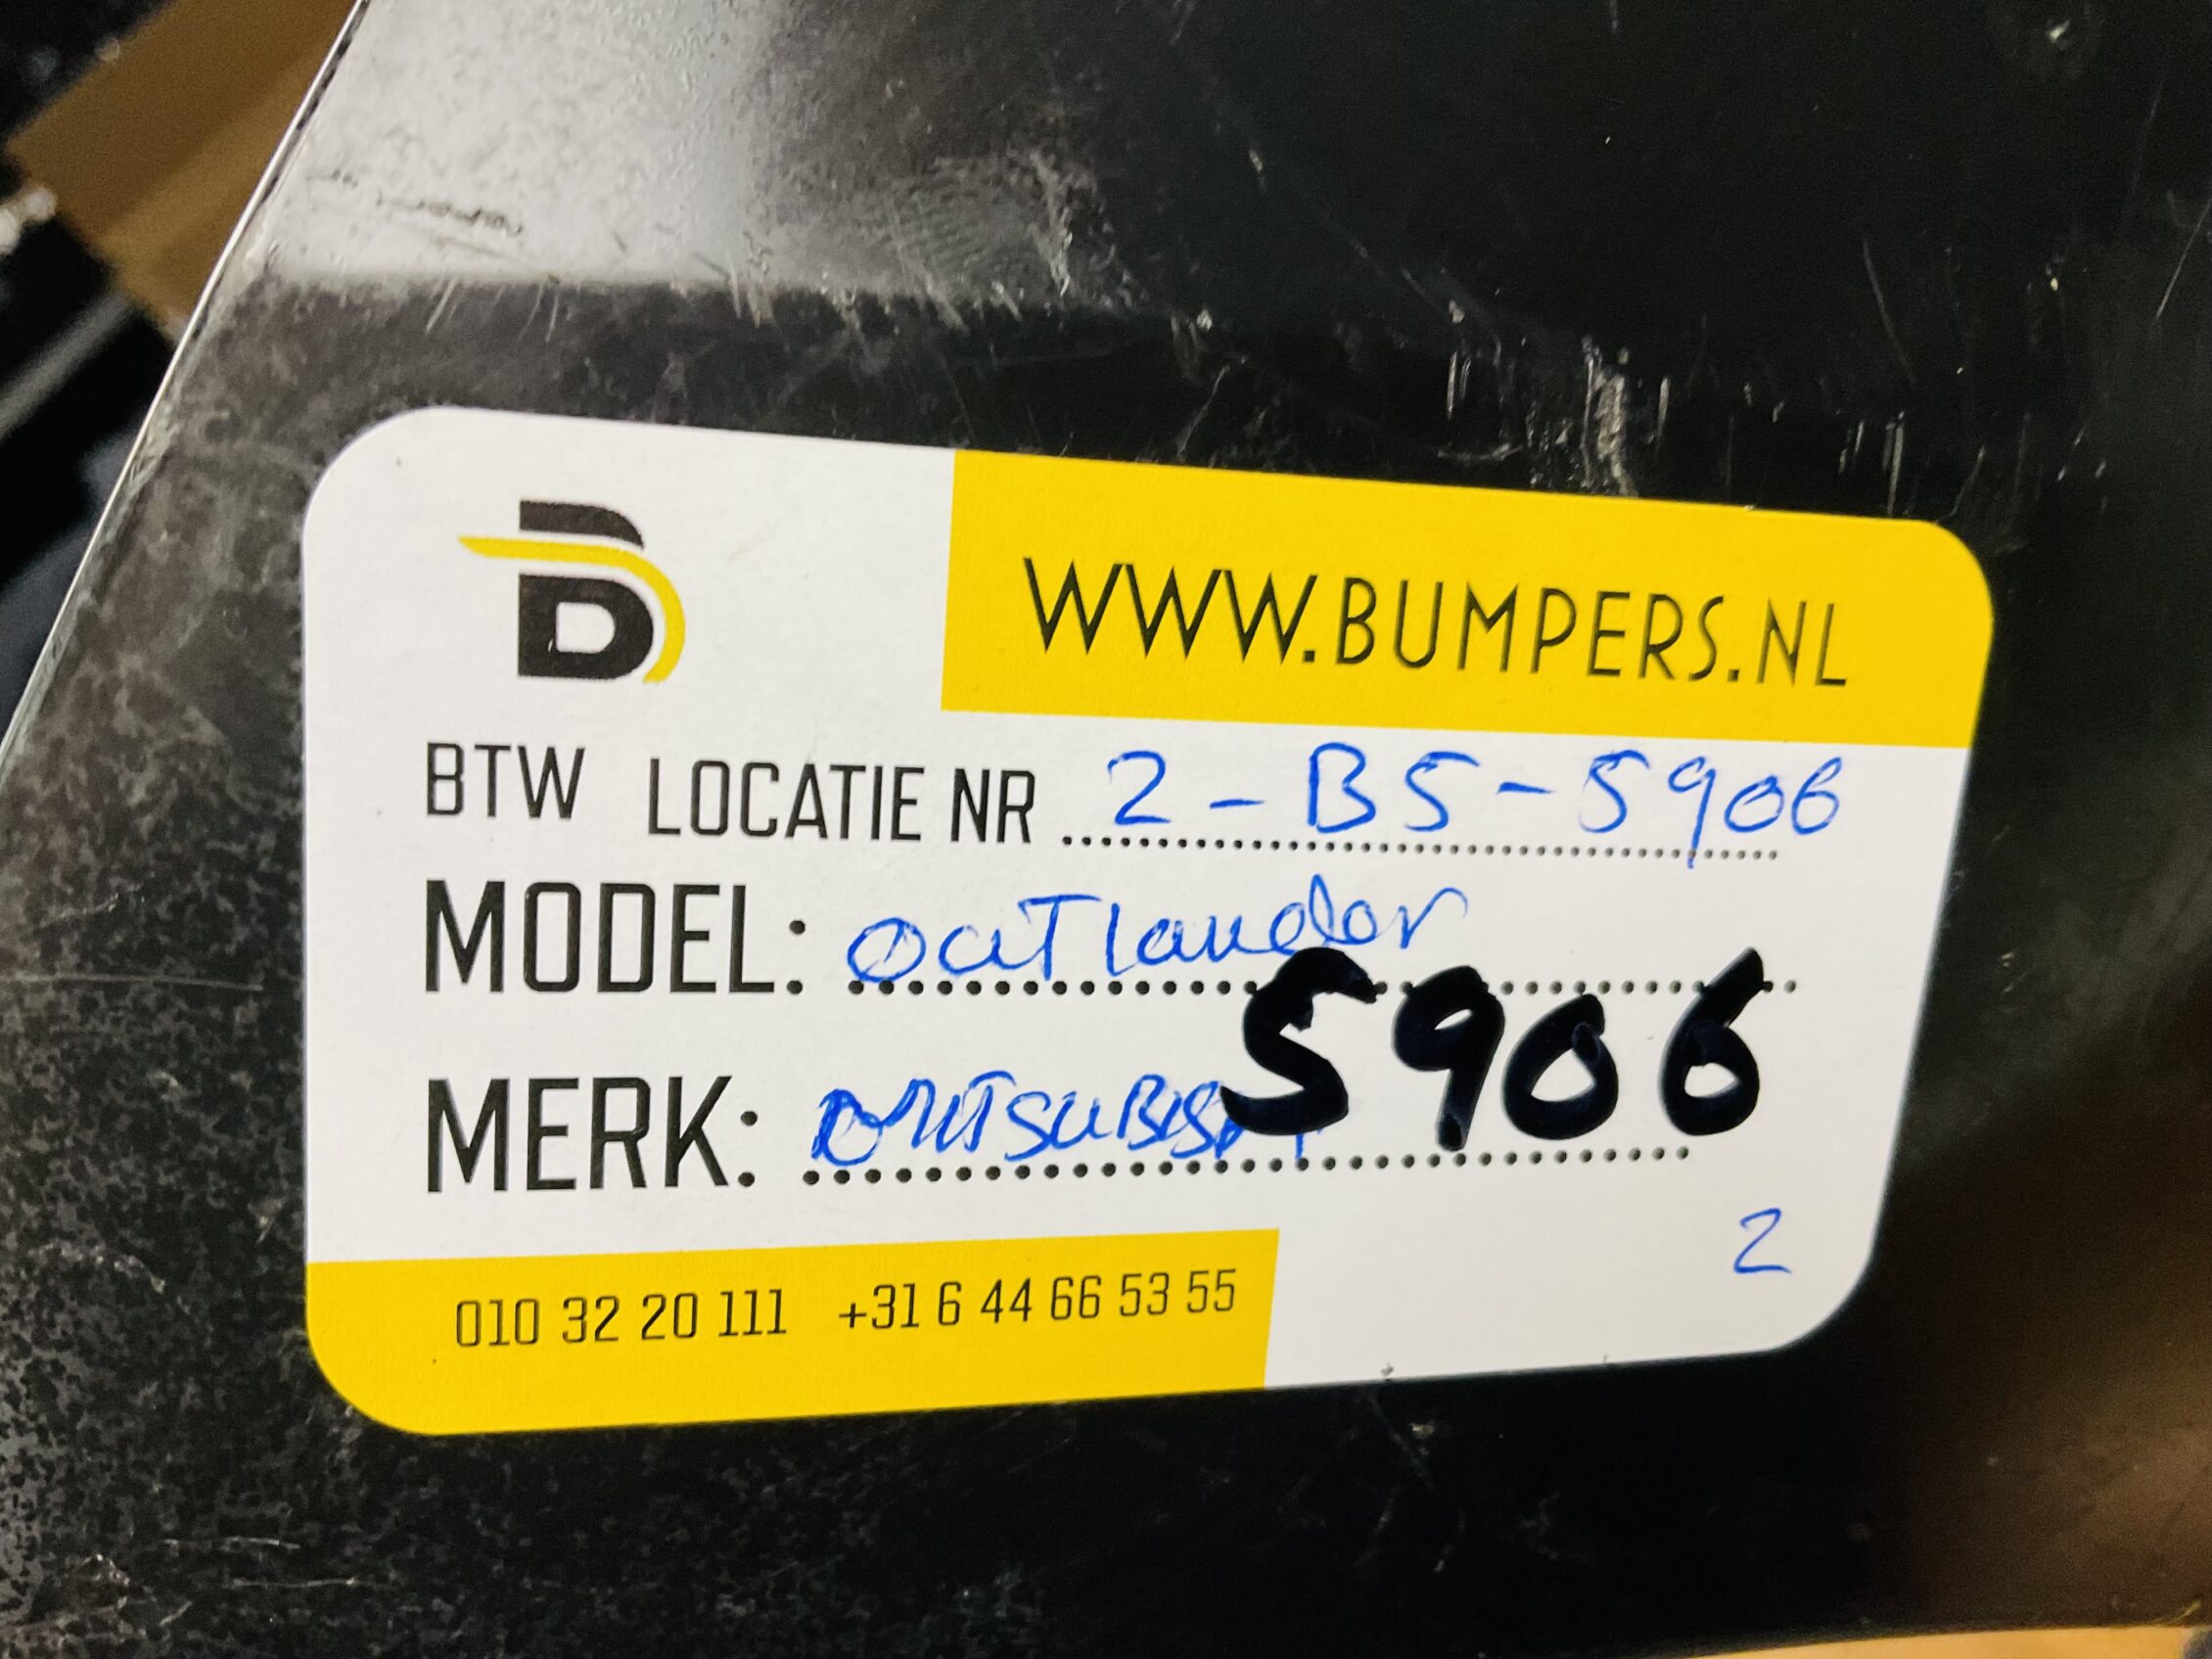 B
WWW.BUMPERS.NL
BTW LOCATIE NR 2-B5-5906
MODEL: OUTlander
5906
MERK: MITSUBISHI
2
010 32 20 111 +31 6 44 66 53 55